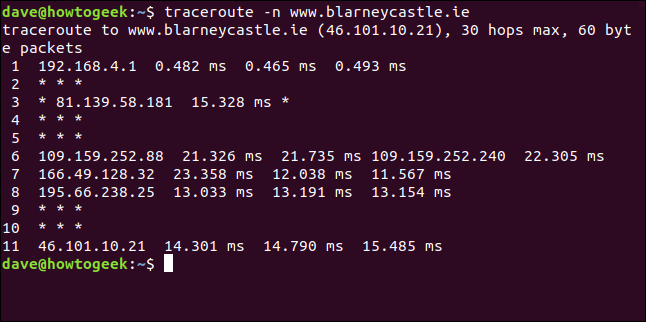 dave@howtogeek:~$ traceroute -n www.blarneycastle.ie
traceroute to www.blarneycastle.ie (46.101.10.21), 30 hops max, 60 byt
e packets
 1  192.168.4.1  0.482 ms  0.465 ms  0.493 ms
 2  * * *
 3  * 81.139.58.181  15.328 ms *
 4  * * *
 5  * * *
 6  109.159.252.88  21.326 ms  21.735 ms 109.159.252.240  22.305 ms
 7  166.49.128.32  23.358 ms  12.038 ms  11.567 ms
 8  195.66.238.25  13.033 ms  13.191 ms  13.154 ms
 9  * * *
10  * * *
11  46.101.10.21  14.301 ms  14.790 ms  15.485 ms
dave@howtogeek:~$